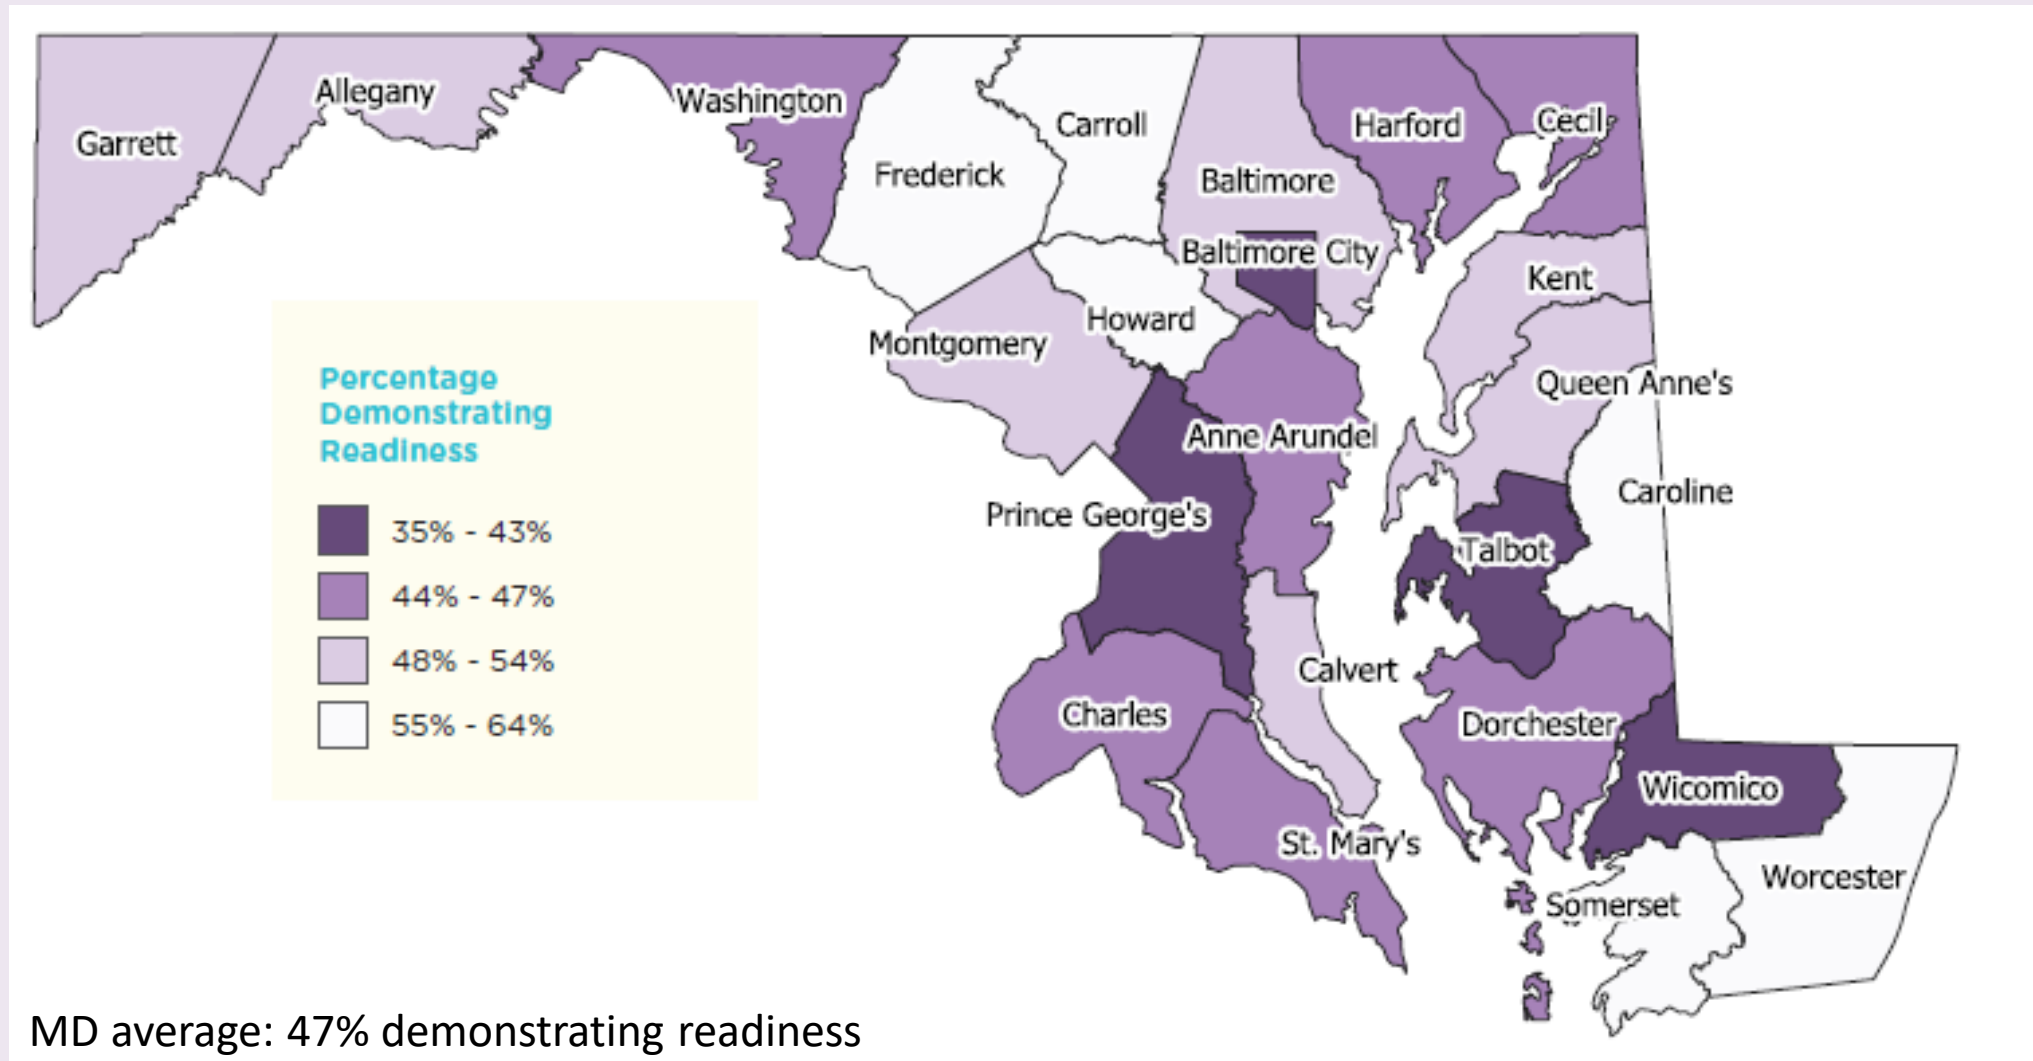 Garrett
Allegany
Washington
Frederick
Carroll
Baltimore
Harford
Cecil
Baltimore City
Kent
Howard
Montgomery
Queen Anne's
Anne Arundel
Prince George's
Caroline
Talbot
Calvert
Charles
Dorchester
Wicomico
St. Mary's
Worcester
Somerset
Percentage
Demonstrating
Readiness
35% - 43%
44% - 47%
48% - 54%
55% - 64%
MD average: 47% demonstrating readiness